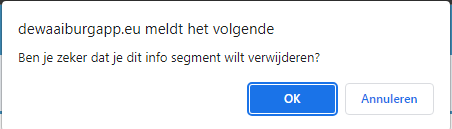 dewaaiburgapp.eu meldt het volgende
Ben je zeker dat je dit info segment wilt verwijderen?
OK Annuleren